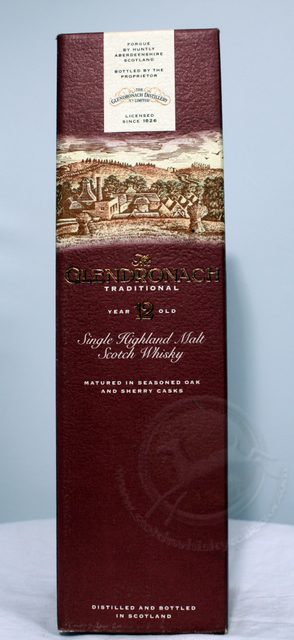 FORGUE
BY HUNTLY
ABERDEENSHIRE
SCOTLAND
BOTTLED BY THE
PROPRIETOR
THE
GLENDRONACH DISTILLERY
Cº LIMITED
LICENSED
SINCE 1826
The
GLENDRONACH
TRADITIONAL
YEAR 12 OLD
Single Highland Malt
Scotch Whisky
MATURED IN SEASONED OAK
AND SHERRY CASKS
DISTILLED AND BOTTLED
IN SCOTLAND